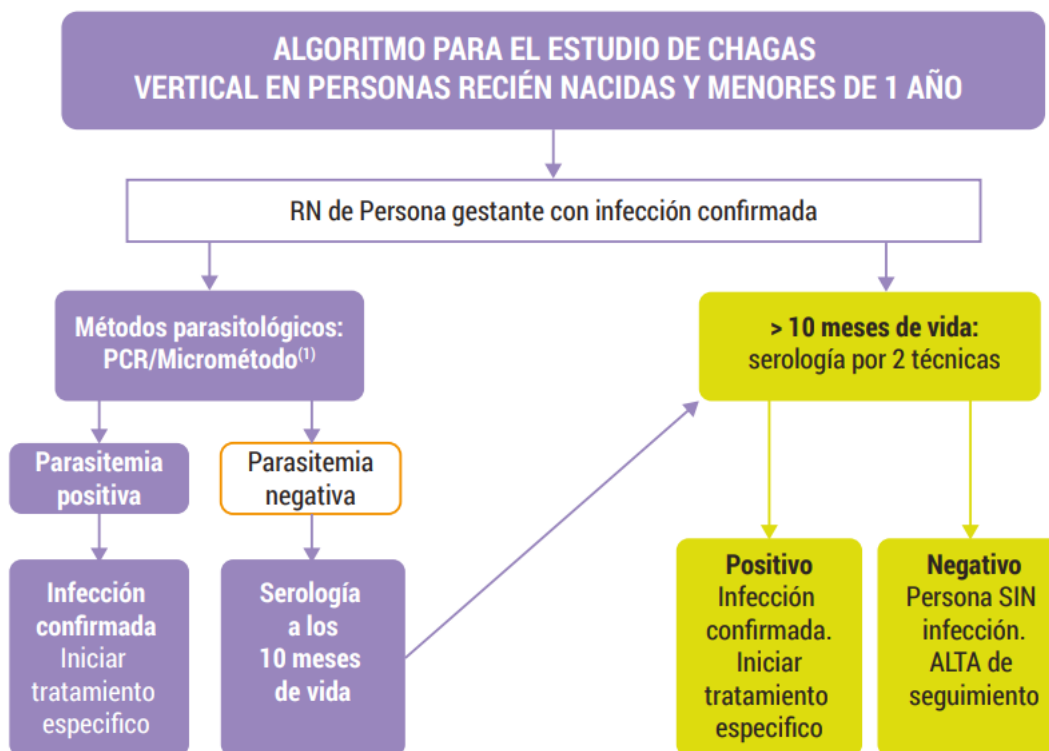 ALGORITMO PARA EL ESTUDIO DE CHAGAS
VERTICAL EN PERSONAS RECIÉN NACIDAS Y MENORES DE 1 AÑO
RN de Persona gestante con infección confirmada
Métodos parasitológicos:
PCR/Micrométodo(1)
> 10 meses de vida:
serología por 2 técnicas
Parasitemia
positiva
Parasitemia
negativa
Infección
confirmada
Iniciar
tratamiento
especifico
Serología
a los
10 meses
de vida
Positivo
Infección
confirmada.
Iniciar
tratamiento
especifico
Negativo
Persona SIN
infección.
ALTA de
seguimiento